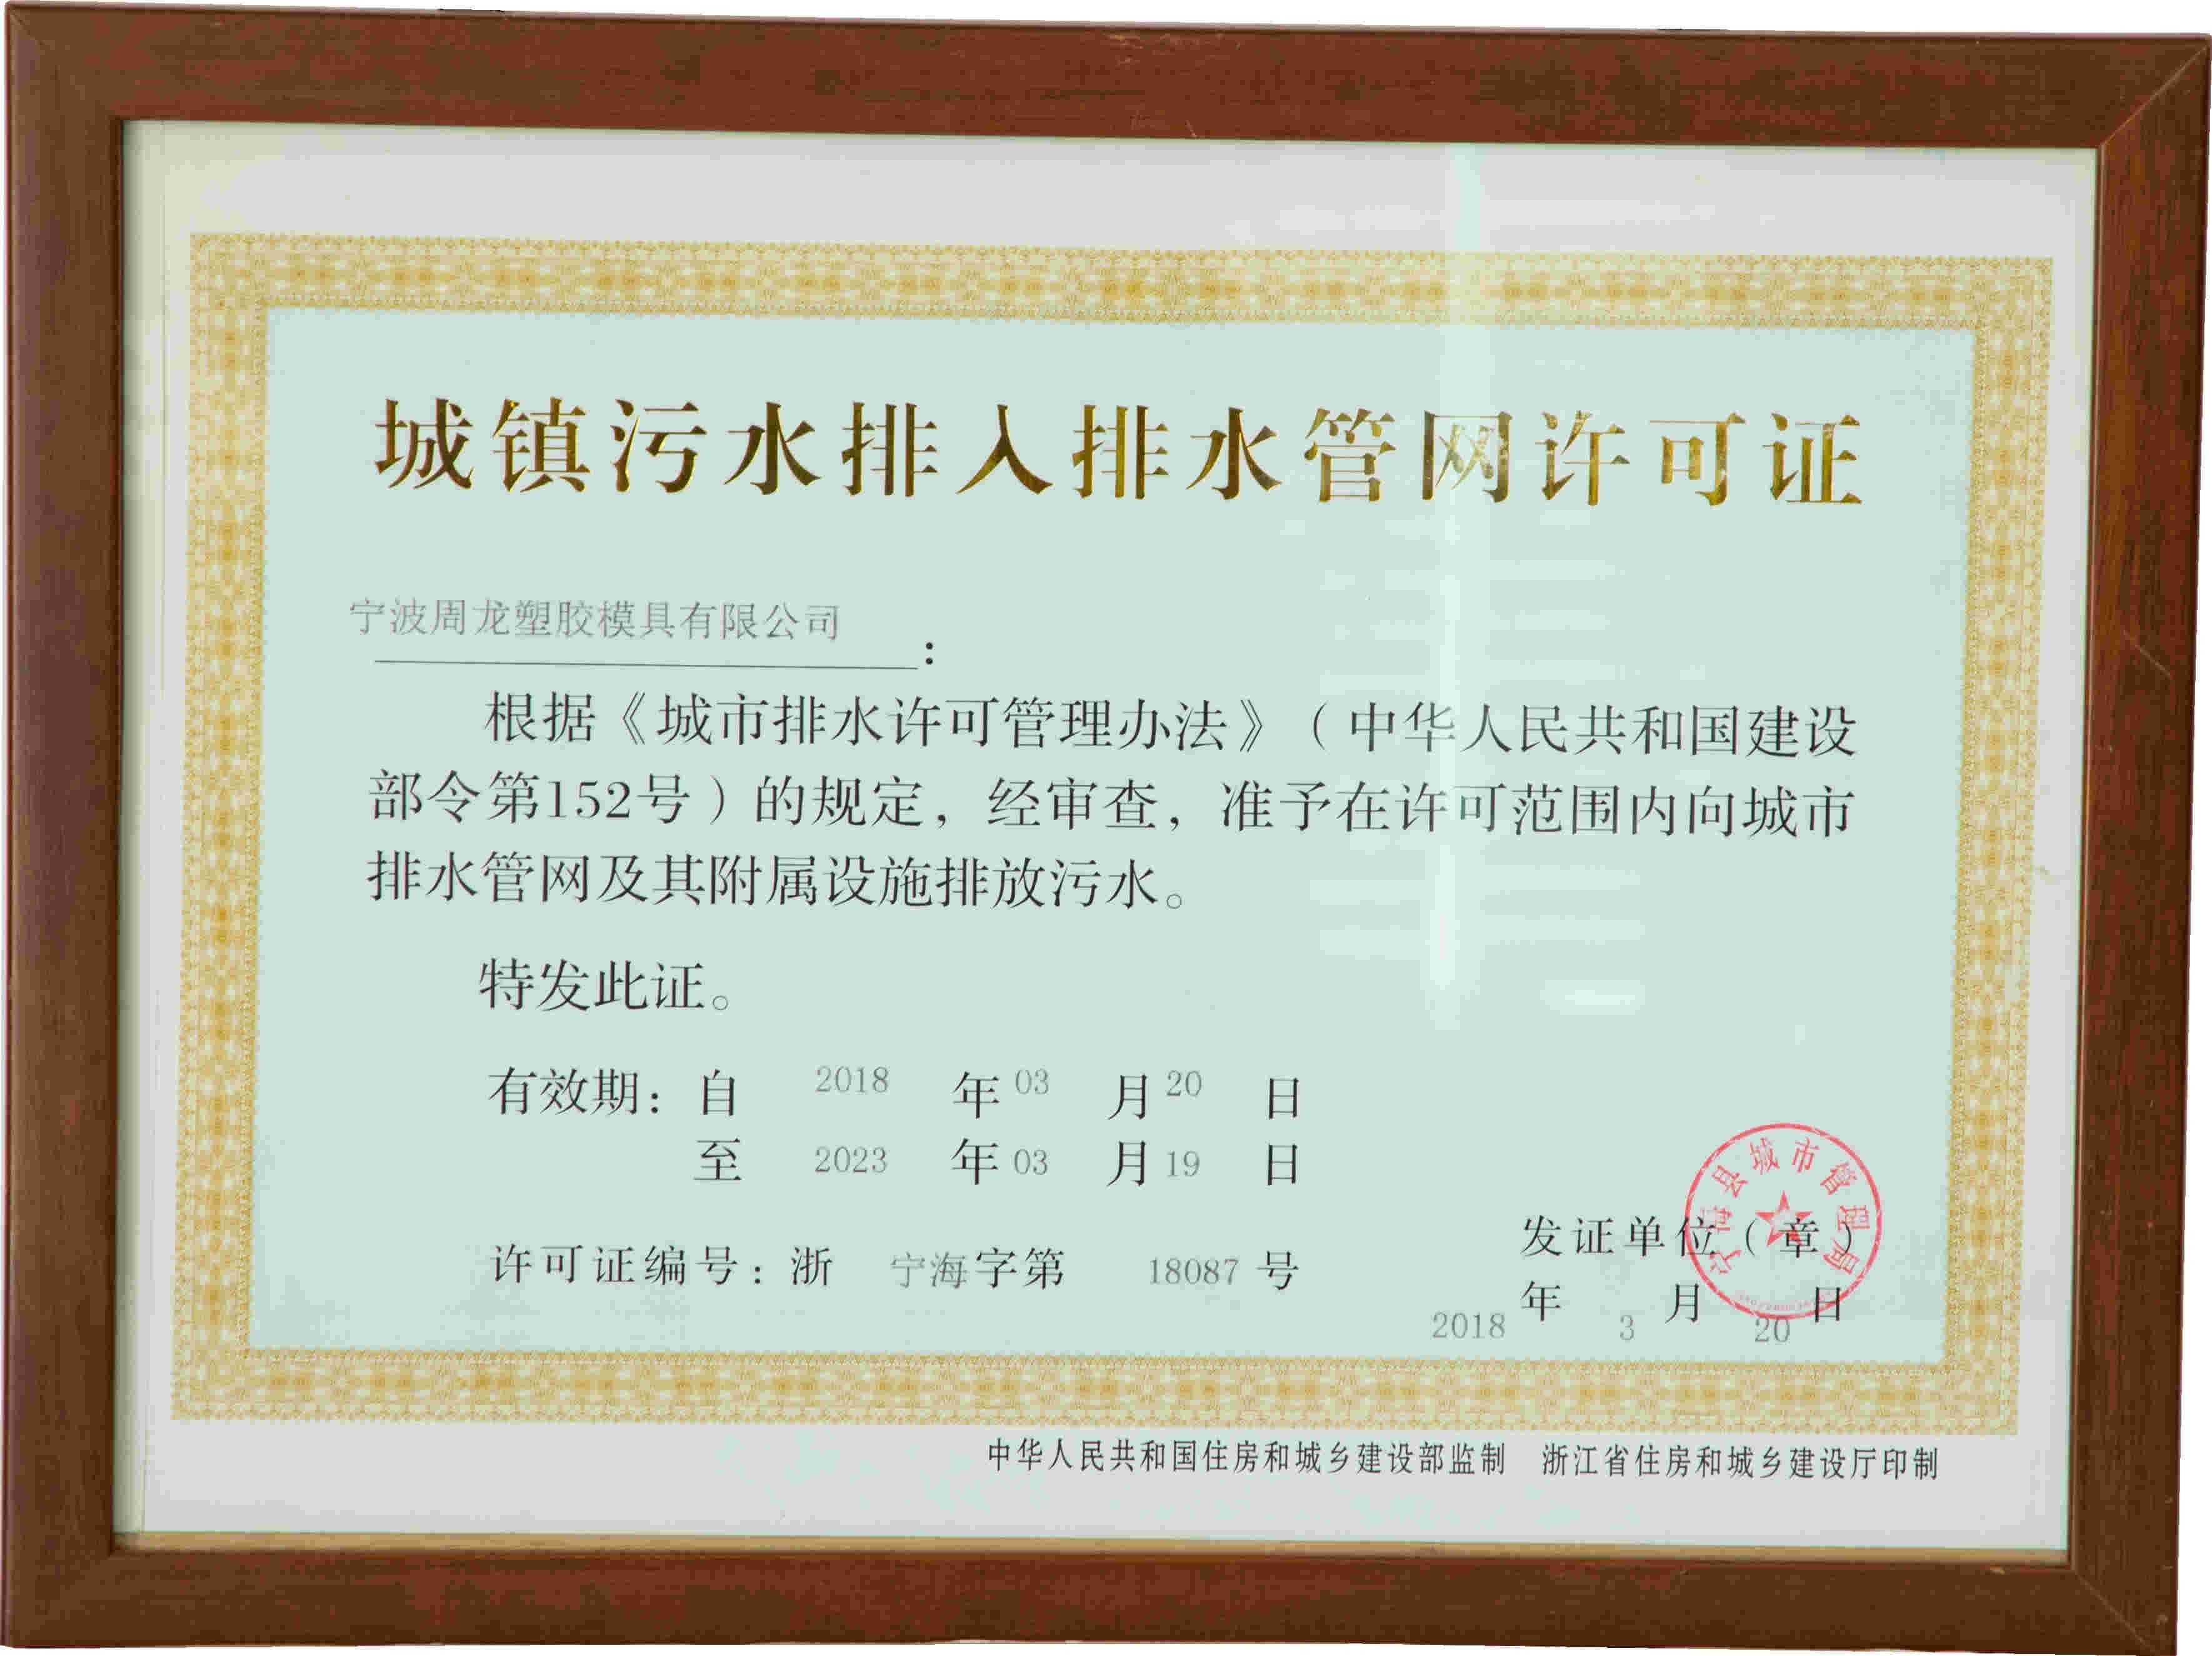 城镇污水排入排水管网许可证
宁波周龙塑胶模具有限公司：
根据《城市排水许可管理办法》（中华人民共和国建设
部令第152号）的规定，经审查，准予在许可范围内向城市
排水管网及其附属设施排放污水。
特发此证。
有效期：自 2018 年 03 月 20 日
至 2023 年 03 月 19 日
许可证编号：浙 宁海字第 18087 号
宁海县城市管理局
发证单位（章）
2018 年 3 月 20 日
中华人民共和国住房和城乡建设部监制 浙江省住房和城乡建设厅印制